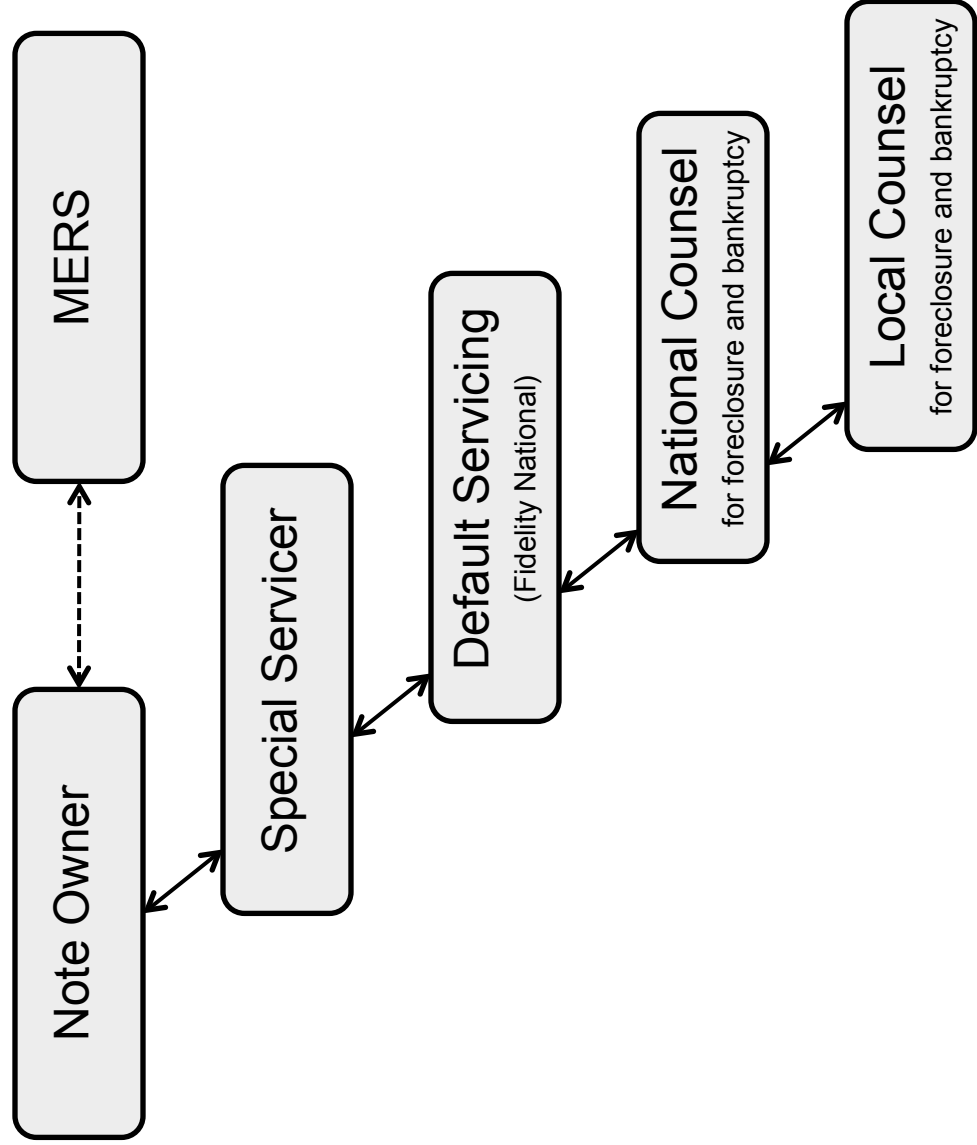 Note Owner
MERS
Special Servicer
Default Servicing
(Fidelity National)
National Counsel
for foreclosure and bankruptcy
Local Counsel
for foreclosure and bankruptcy